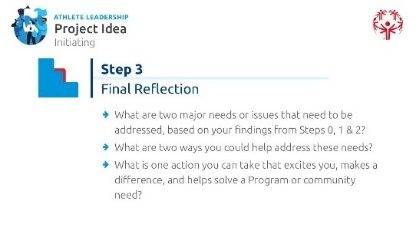 ATHLETE LEADERSHIP
Project Idea
Initiating
Step 3
Final Reflection
What are two major needs or issues that need to be
addressed, based on your findings from Steps 0, 1 & 2?
What are two ways you could help address these needs?
What is one action you can take that excites you, makes a
difference, and helps solve a Program or community
need?